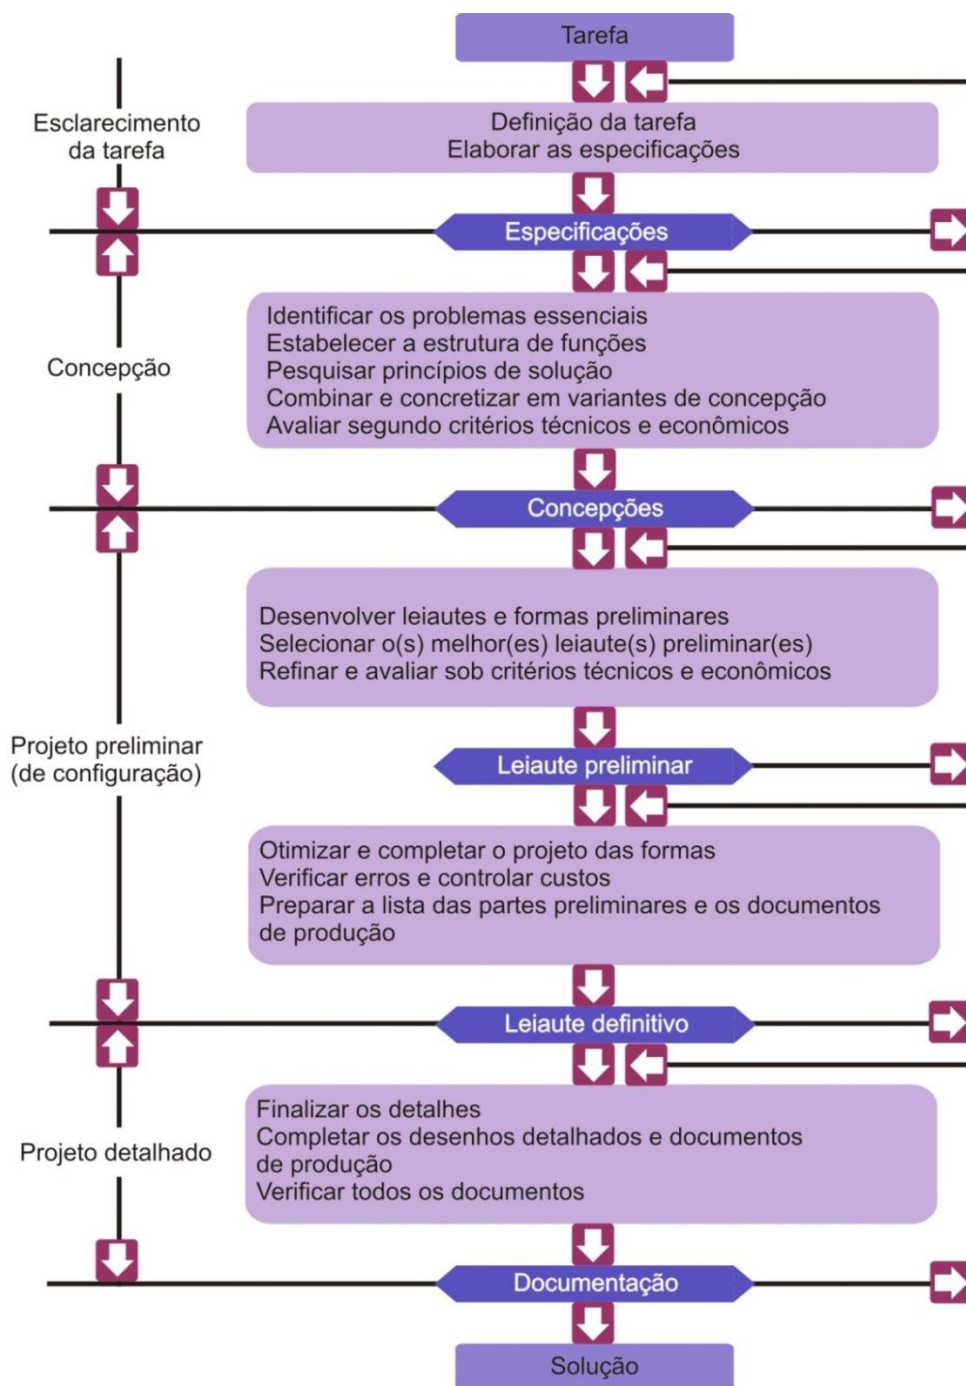 Tarefa
Esclarecimento
da tarefa
Definição da tarefa
Elaborar as especificações
Especificações
Concepção
Identificar os problemas essenciais
Estabelecer a estrutura de funções
Pesquisar princípios de solução
Combinar e concretizar em variantes de concepção
Avaliar segundo critérios técnicos e econômicos
Concepções
Projeto preliminar
(de configuração)
Desenvolver leiautes e formas preliminares
Selecionar o(s) melhor(es) leiaute(s) preliminar(es)
Refinar e avaliar sob critérios técnicos e econômicos
Leiaute preliminar
Otimizar e completar o projeto das formas
Verificar erros e controlar custos
Preparar a lista das partes preliminares e os documentos
de produção
Leiaute definitivo
Projeto detalhado
Finalizar os detalhes
Completar os desenhos detalhados e documentos
de produção
Verificar todos os documentos
Documentação
Solução